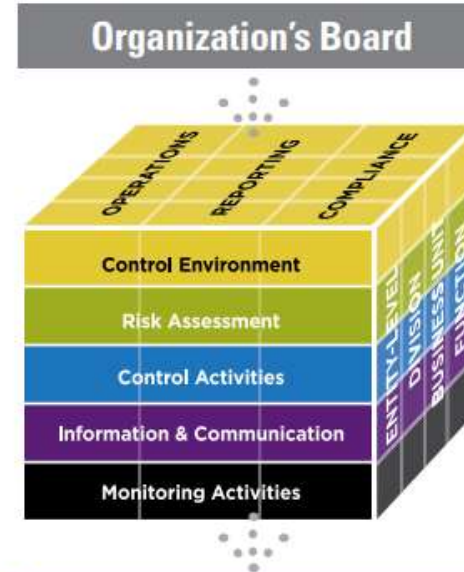 Organization's Board
OPERATIONS
REPORTING
COMPLIANCE
Control Environment
Risk Assessment
Control Activities
Information & Communication
Monitoring Activities
ENTITY-LEVEL
DIVISION
BUSINESS UNIT
FUNCTION